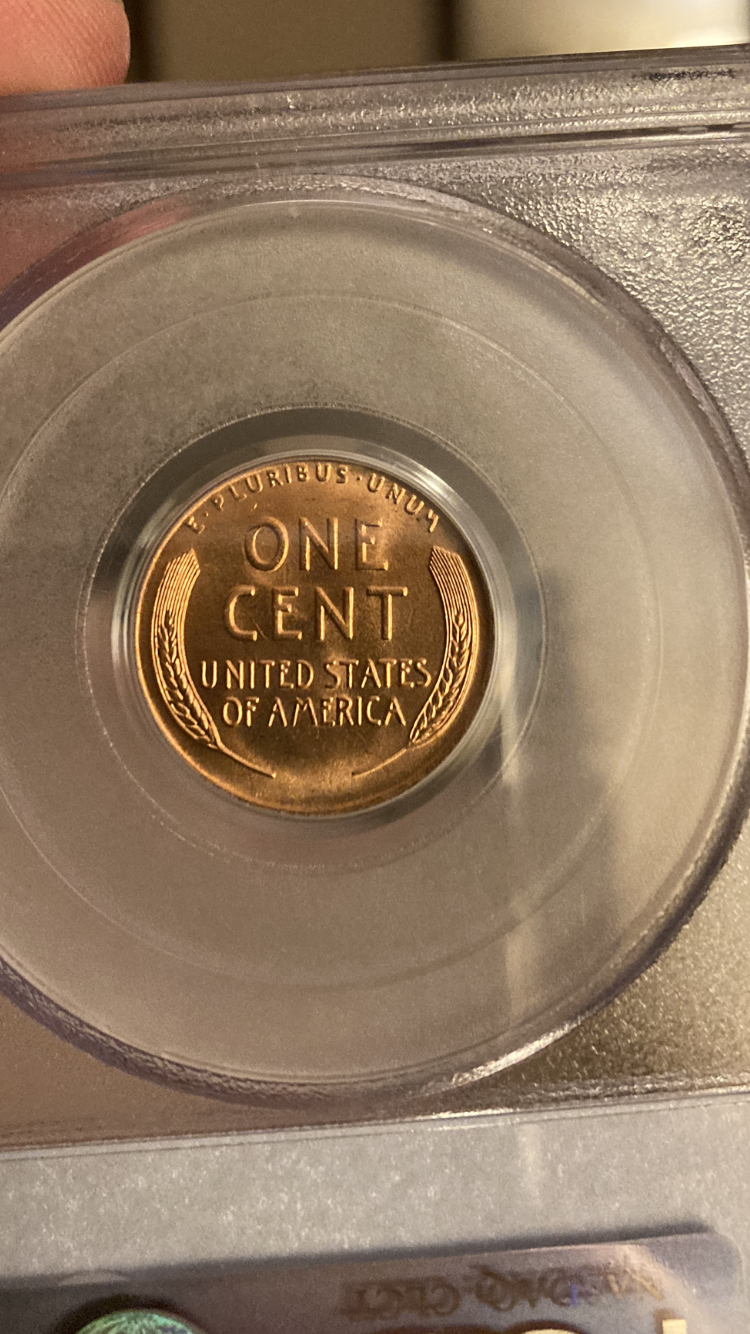 E·PLURIBUS·UNUM
ONE
CENT
UNITED STATES
OF AMERICA